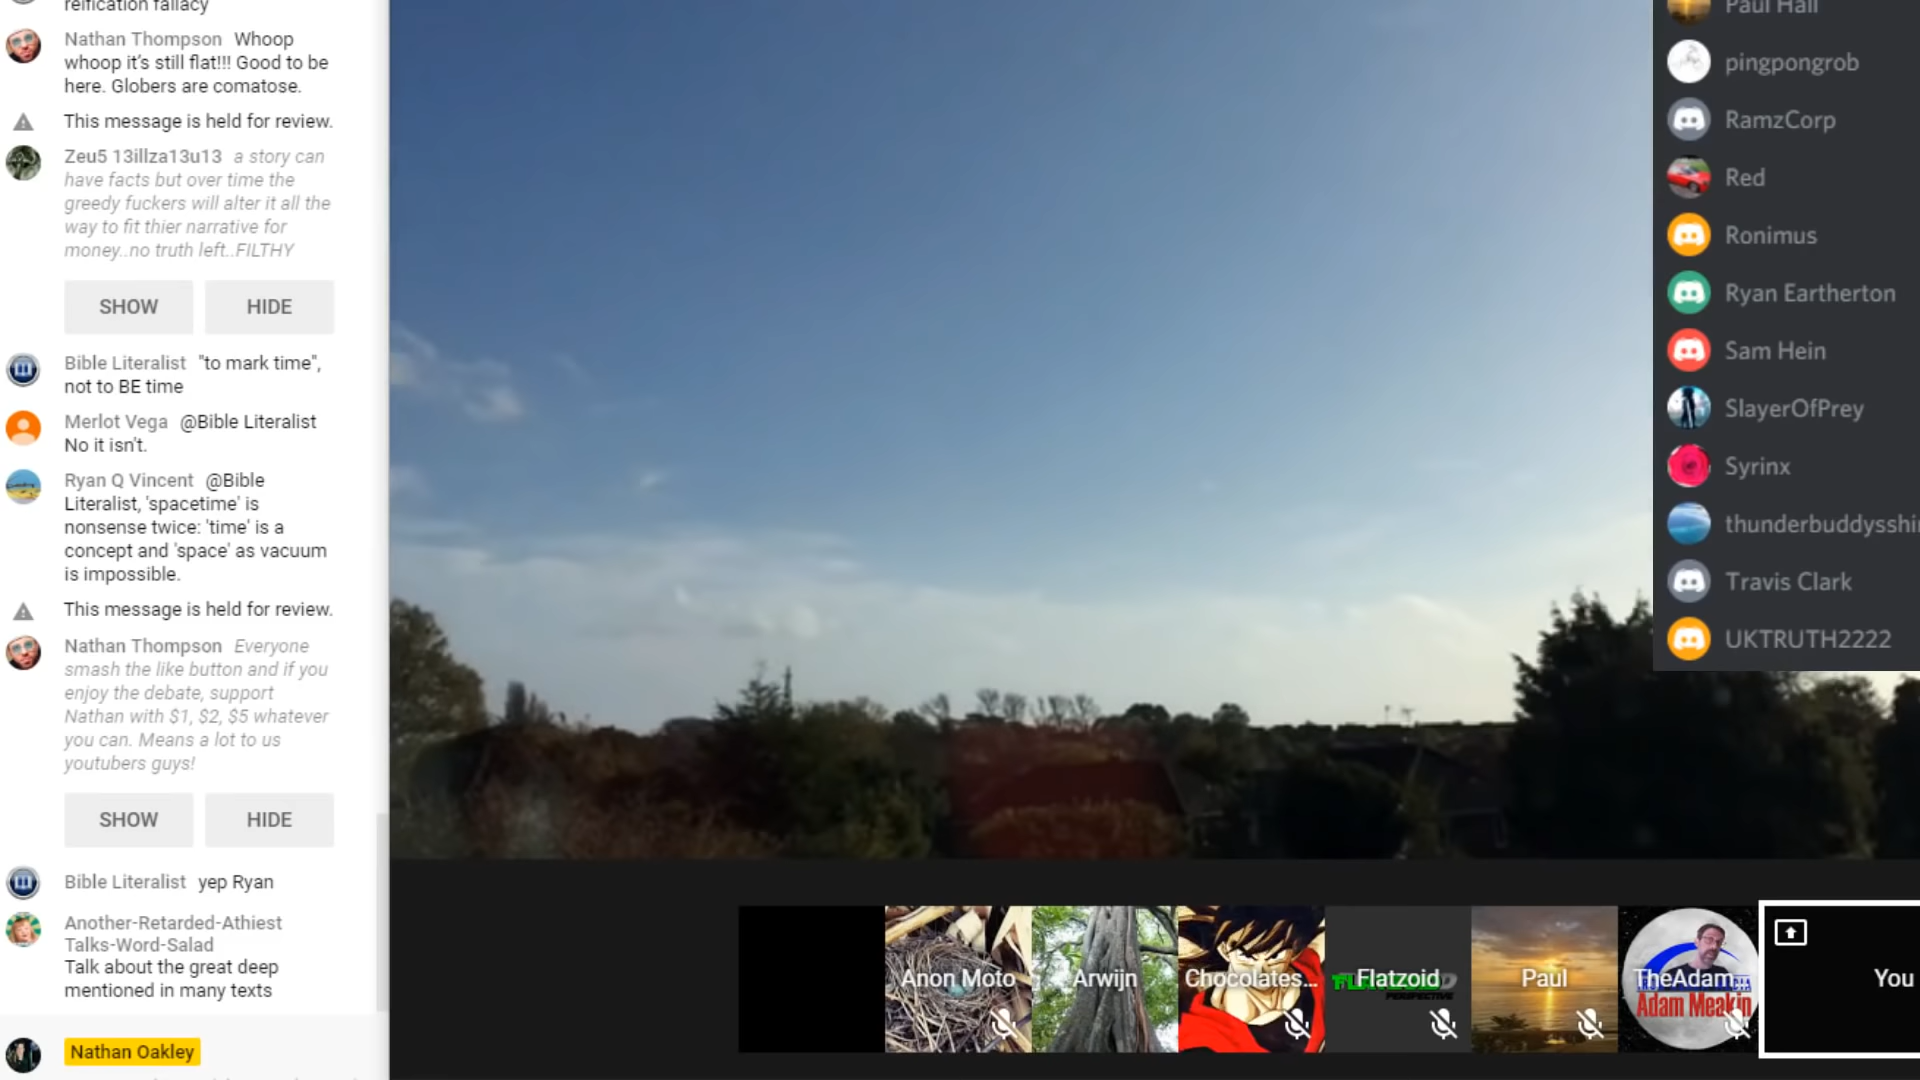 reification fallacy
Nathan Thompson Whoop
whoop it's still flat!!! Good to be
here. Globers are comatose.
This message is held for review.
Zeu5 13illza13u13 a story can
have facts but over time the
greedy fuckers will alter it all the
way to fit thier narrative for
money..no truth left..FILTHY
SHOW HIDE
Bible Literalist "to mark time",
not to BE time
Merlot Vega @Bible Literalist
No it isn't.
Ryan Q Vincent @Bible
Literalist, 'spacetime' is
nonsense twice: 'time' is a
concept and 'space' as vacuum
is impossible.
This message is held for review.
Nathan Thompson Everyone
smash the like button and if you
enjoy the debate, support
Nathan with $1, $2, $5 whatever
you can. Means a lot to us
youtubers guys!
SHOW HIDE
Bible Literalist yep Ryan
Another-Retarded-Athiest
Talks-Word-Salad
Talk about the great deep
mentioned in many texts
Nathan Oakley
Paul Hall
pingpongrob
RamzCorp
Red
Ronimus
Ryan Eartherton
Sam Hein
SlayerOfPrey
Syrinx
thunderbuddysshi
Travis Clark
UKTRUTH2222
Anon Moto
Arwijn
Chocolates...
Flatzoid
PERSPECTIVE
Paul
TheAdam...
Adam Meakin
You